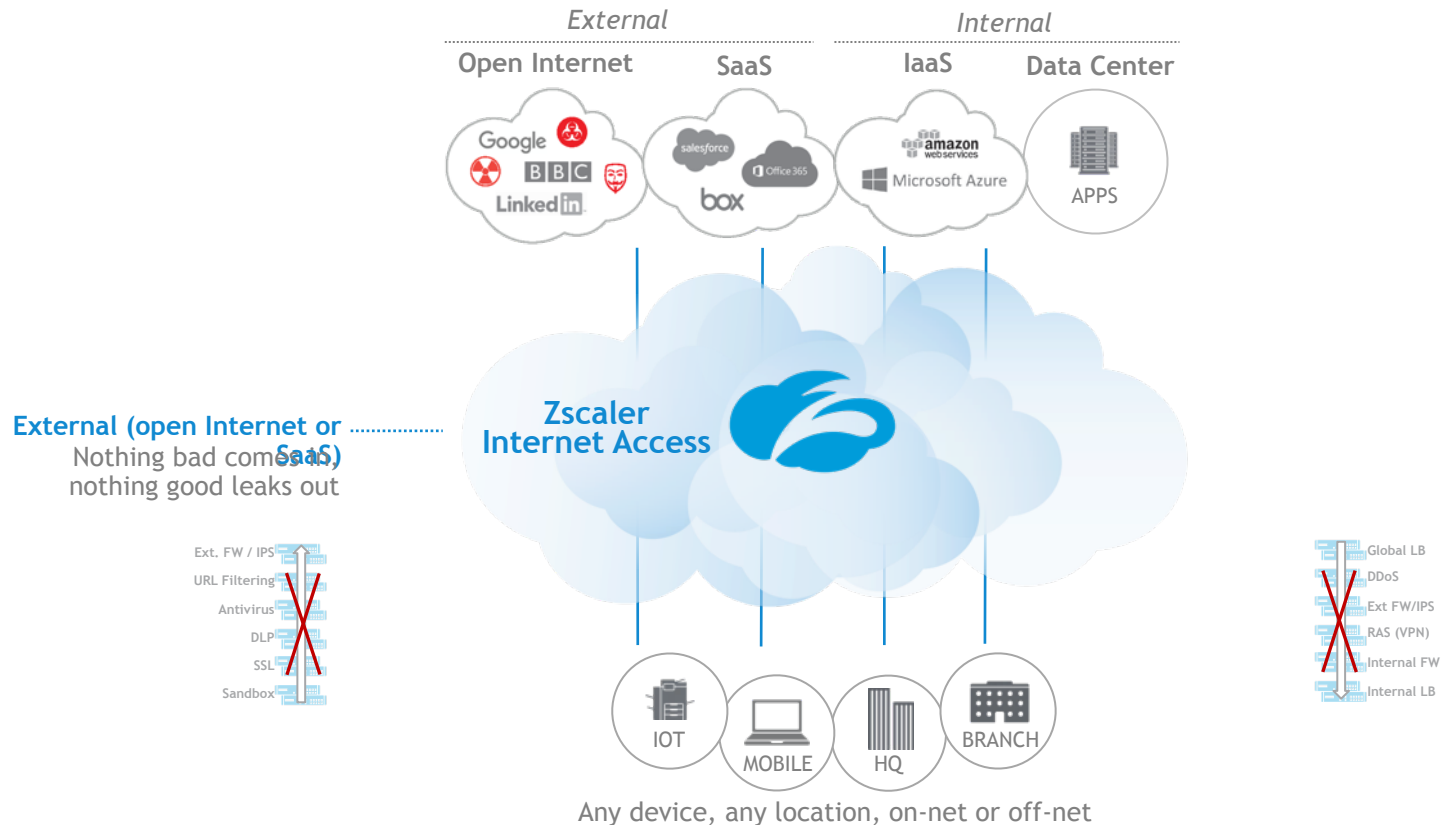 External
Internal
Open Internet
SaaS
IaaS
Data Center
Google
BBC
Linked in
salesforce
Office 365
box
amazon
webservices
Microsoft Azure
APPS
Zscaler
Internet Access
External (open Internet or
SaaS)
Nothing bad comes in,
nothing good leaks out
Ext. FW / IPS
URL Filtering
Antivirus
DLP
SSL
Sandbox
Global LB
DDoS
Ext FW/IPS
RAS (VPN)
Internal FW
Internal LB
IOT
MOBILE
HQ
BRANCH
Any device, any location, on-net or off-net